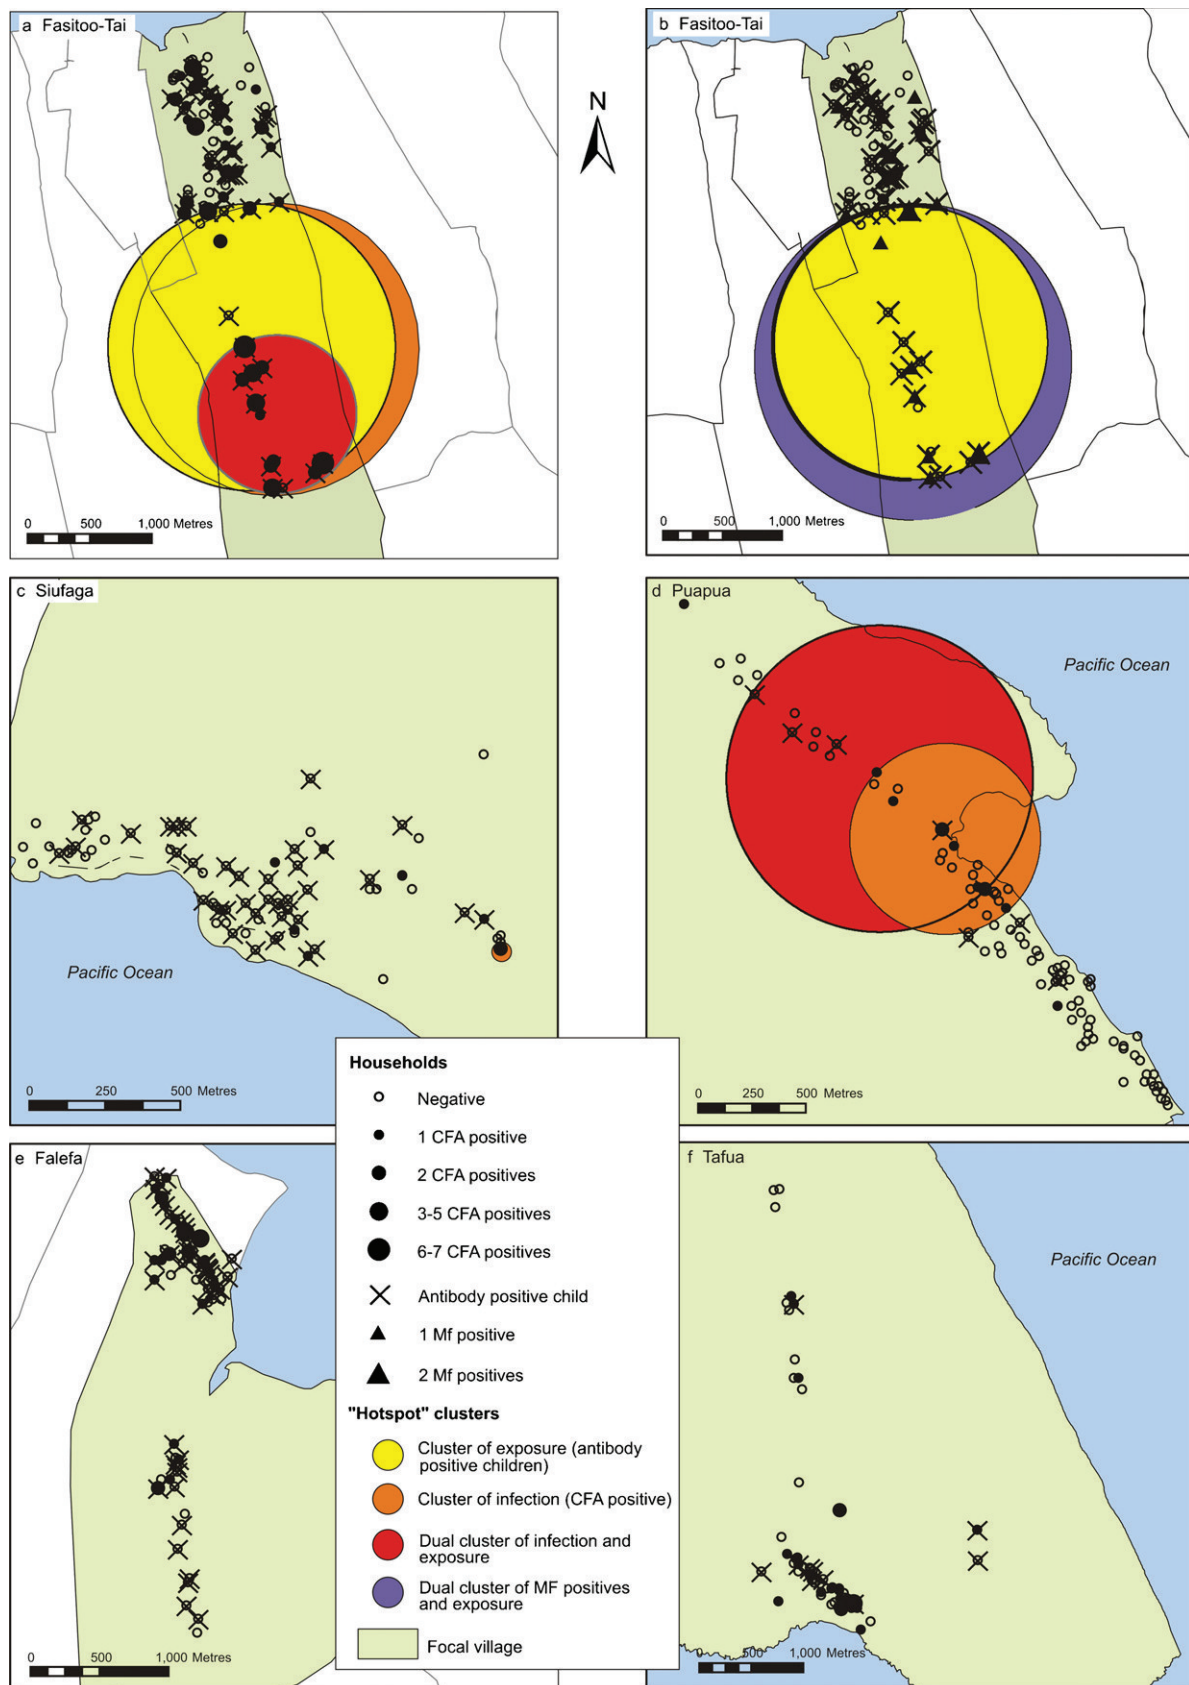 a Fasitoo-Tai
0 500 1,000 Metres
N
b Fasitoo-Tai
0 500 1,000 Metres
c Siufaga
Pacific Ocean
0 250 500 Metres
d Puapua
Pacific Ocean
0 250 500 Metres
e Falefa
0 500 1,000 Metres
f Tafua
Pacific Ocean
0 500 1,000 Metres
Households
Negative
1 CFA positive
2 CFA positives
3-5 CFA positives
6-7 CFA positives
Antibody positive child
1 Mf positive
2 Mf positives
"Hotspot" clusters
Cluster of exposure (antibody
positive children)
Cluster of infection (CFA positive)
Dual cluster of infection and
exposure
Dual cluster of MF positives
and exposure
Focal village